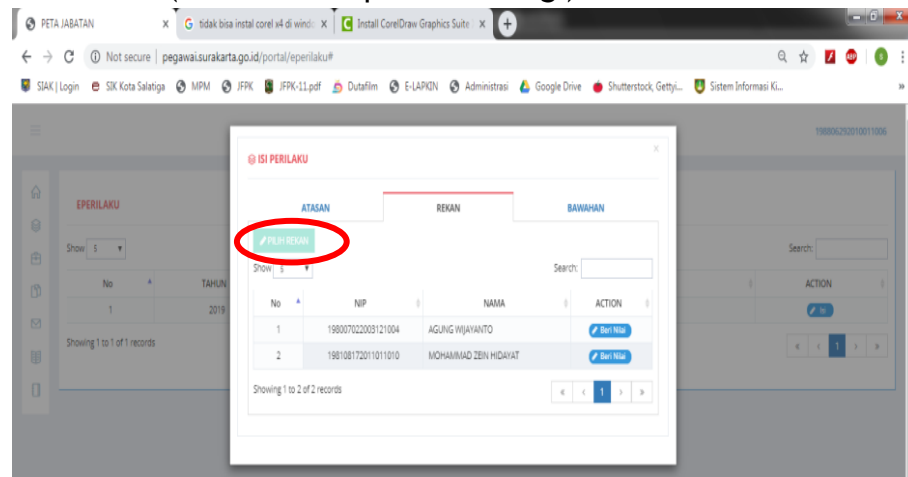 PETA JABATAN
tidak bisa instal corel x4 di windo
Install CorelDraw Graphics Suite
Not secure | pegawai.surakarta.go.id/portal/eperilaku#
SIAK | Login SIK Kota Salatiga MPM JFPK JFPK-11.pdf Dutafilm E-LAPKIN Administrasi Google Drive Shutterstock, Gettyi... Sistem Informasi Ki... »
198806292010011006
ISI PERILAKU ×
ATASAN REKAN BAWAHAN
EPERILAKU
PILIH REKAN
Show 5 Search:
Show 5 Search:
No TAHUN ACTION
No NIP NAMA ACTION
1 2019 Isi
1 198007022003121004 AGUNG WIJAYANTO Beri Nilai
2 198108172011011010 MOHAMMAD ZEIN HIDAYAT Beri Nilai
Showing 1 to 1 of 1 records « ‹ 1 › »
Showing 1 to 2 of 2 records « ‹ 1 › »